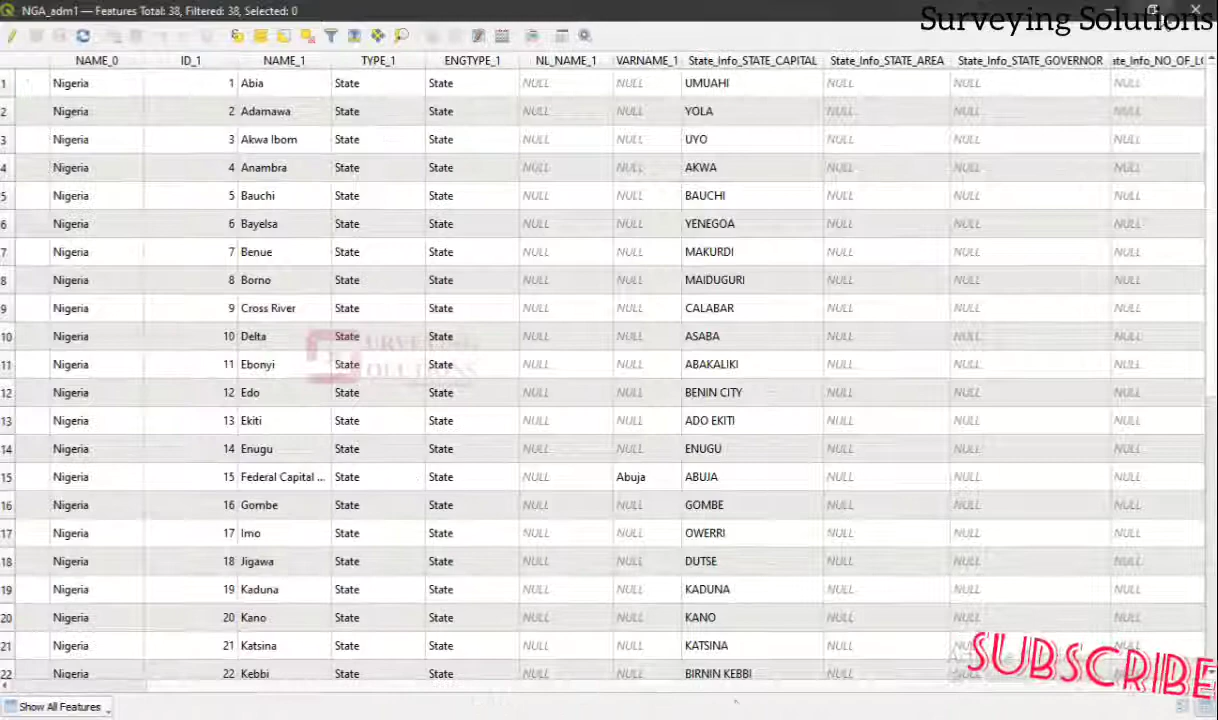 NGA_adm1 — Features Total: 38, Filtered: 38, Selected: 0
Surveying Solutions
NAME_0 ID_1 NAME_1 TYPE_1 ENGTYPE_1 NL_NAME_1 VARNAME_1 State_Info_STATE_CAPITAL State_Info_STATE_AREA State_Info_STATE_GOVERNOR ate_Info_NO_OF_L
1 Nigeria 1 Abia State State NULL NULL UMUAHI NULL NULL NULL
2 Nigeria 2 Adamawa State State NULL NULL YOLA NULL NULL NULL
3 Nigeria 3 Akwa Ibom State State NULL NULL UYO NULL NULL NULL
4 Nigeria 4 Anambra State State NULL NULL AKWA NULL NULL NULL
5 Nigeria 5 Bauchi State State NULL NULL BAUCHI NULL NULL NULL
6 Nigeria 6 Bayelsa State State NULL NULL YENEGOA NULL NULL NULL
7 Nigeria 7 Benue State State NULL NULL MAKURDI NULL NULL NULL
8 Nigeria 8 Borno State State NULL NULL MAIDUGURI NULL NULL NULL
9 Nigeria 9 Cross River State State NULL NULL CALABAR NULL NULL NULL
10 Nigeria 10 Delta State State NULL NULL ASABA NULL NULL NULL
11 Nigeria 11 Ebonyi State State NULL NULL ABAKALIKI NULL NULL NULL
12 Nigeria 12 Edo State State NULL NULL BENIN CITY NULL NULL NULL
13 Nigeria 13 Ekiti State State NULL NULL ADO EKITI NULL NULL NULL
14 Nigeria 14 Enugu State State NULL NULL ENUGU NULL NULL NULL
15 Nigeria 15 Federal Capital ... State State NULL Abuja ABUJA NULL NULL NULL
16 Nigeria 16 Gombe State State NULL NULL GOMBE NULL NULL NULL
17 Nigeria 17 Imo State State NULL NULL OWERRI NULL NULL NULL
18 Nigeria 18 Jigawa State State NULL NULL DUTSE NULL NULL NULL
19 Nigeria 19 Kaduna State State NULL NULL KADUNA NULL NULL NULL
20 Nigeria 20 Kano State State NULL NULL KANO NULL NULL NULL
21 Nigeria 21 Katsina State State NULL NULL KATSINA NULL NULL NULL
22 Nigeria 22 Kebbi State State NULL NULL BIRNIN KEBBI NULL NULL NULL
SUBSCRIBE
Show All Features